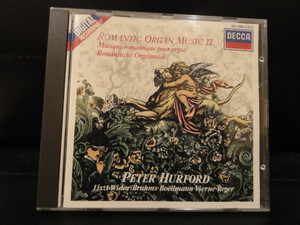 DIGITAL
ROMANTIC ORGAN MUSIC II
Musique romantique pour orgue
Romantische Orgelmusik
DECCA
PETER HURFORD
Liszt·Widor·Brahms·Boëllmann·Vierne·Reger